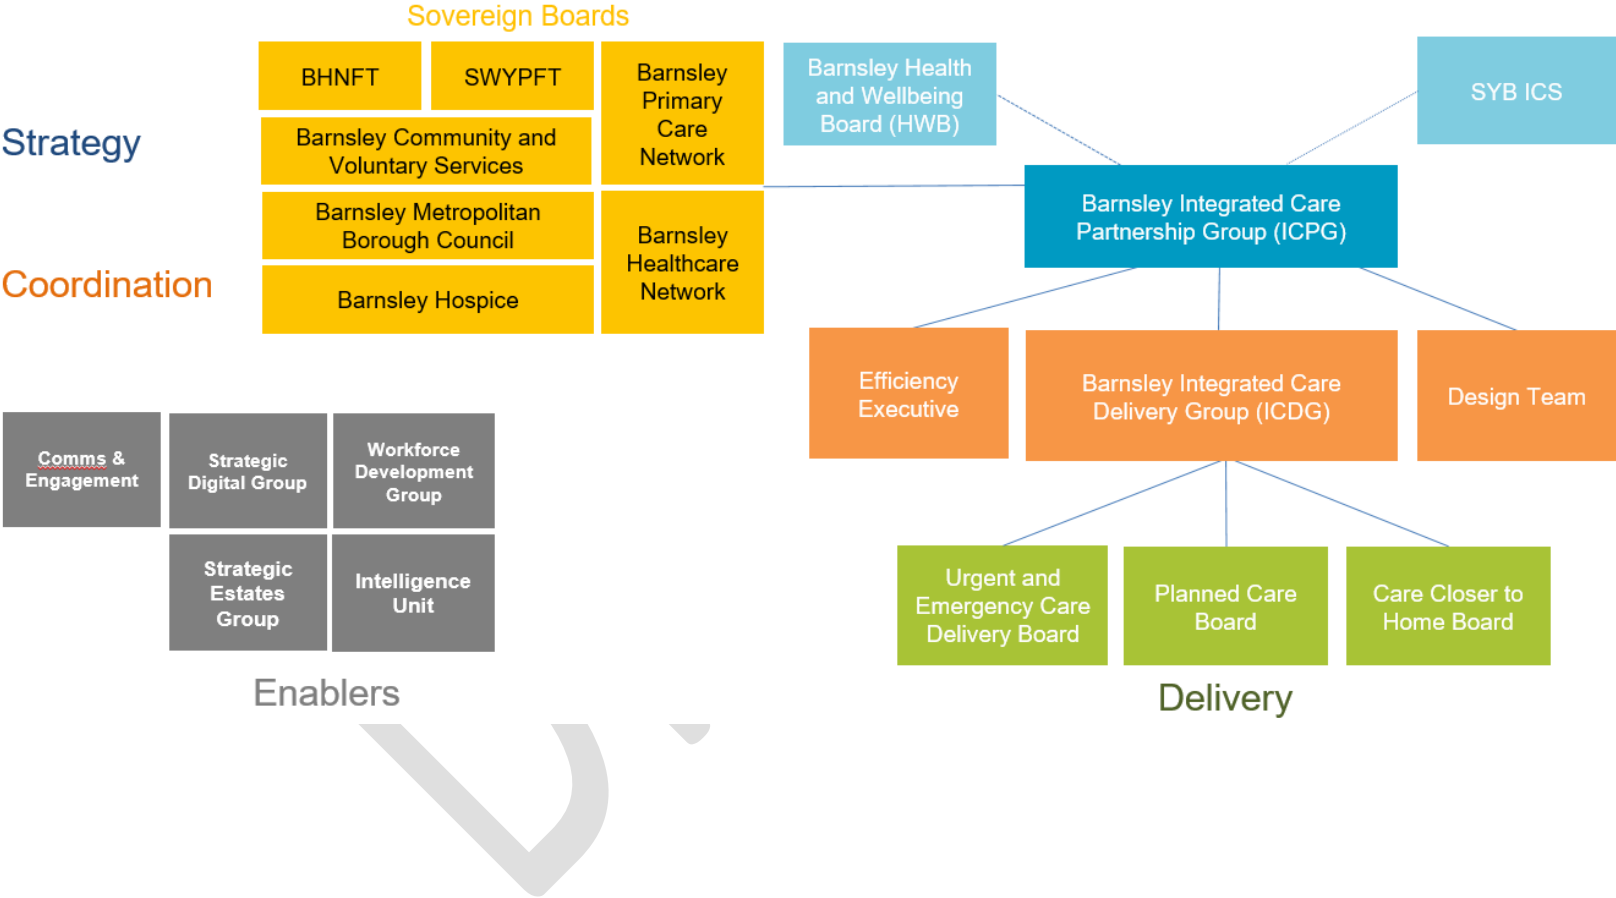 Sovereign Boards
BHNFT
SWYPFT
Barnsley
Primary
Care
Network
Barnsley Community and
Voluntary Services
Barnsley Metropolitan
Borough Council
Barnsley
Healthcare
Network
Barnsley Hospice
Strategy
Coordination
Barnsley Health
and Wellbeing
Board (HWB)
SYB ICS
Barnsley Integrated Care
Partnership Group (ICPG)
Efficiency
Executive
Barnsley Integrated Care
Delivery Group (ICDG)
Design Team
Comms &
Engagement
Strategic
Digital Group
Workforce
Development
Group
Strategic
Estates
Group
Intelligence
Unit
Enablers
Urgent and
Emergency Care
Delivery Board
Planned Care
Board
Care Closer to
Home Board
Delivery